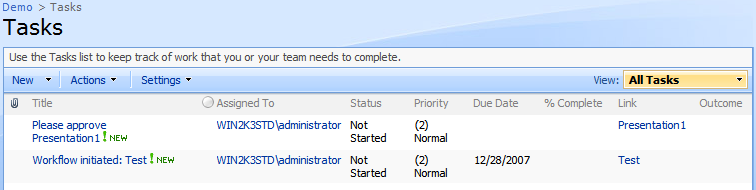 Demo > Tasks
Tasks
Use the Tasks list to keep track of work that you or your team needs to complete.
New Actions Settings View: All Tasks
Title Assigned To Status Priority Due Date % Complete Link Outcome
Please approve WIN2K3STD\administrator Not (2) Presentation1
Presentation1 ! NEW Started Normal
Workflow initiated: Test ! NEW WIN2K3STD\administrator Not (2) 12/28/2007 Test
Started Normal